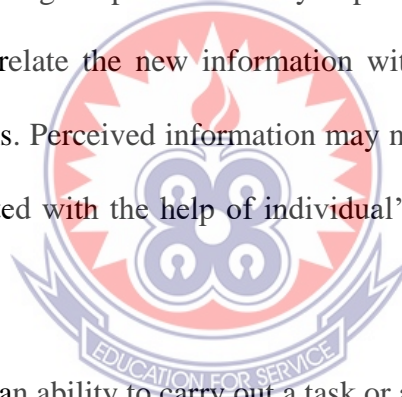 relate the new information wit
s. Perceived information may n
ted with the help of individual’
EDUCATION FOR SERVICE
an ability to carry out a task or a